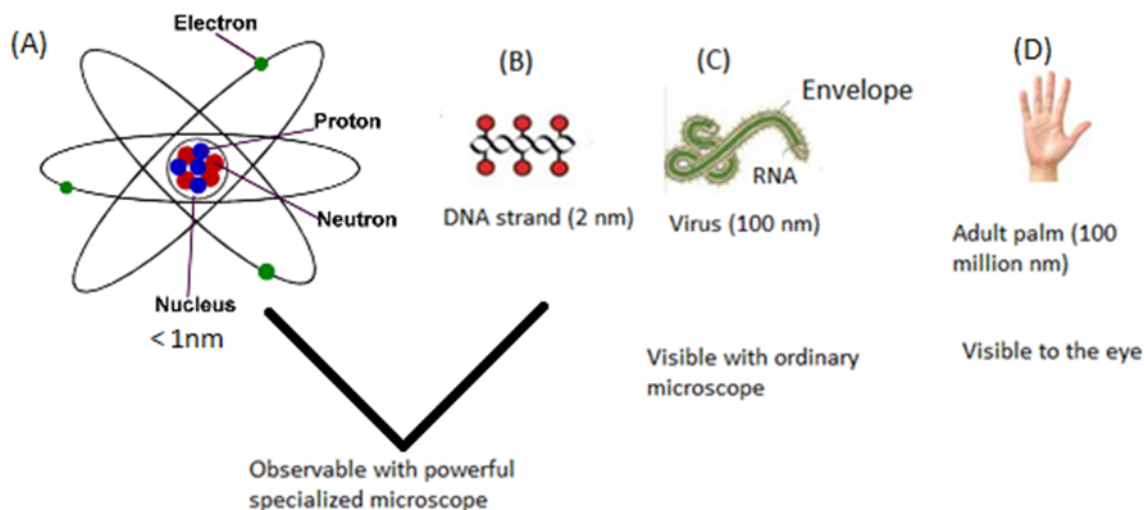 (A)
Electron
Proton
Neutron
Nucleus
< 1nm
(B)
DNA strand (2 nm)
(C)
Envelope
RNA
Virus (100 nm)
(D)
Adult palm (100
million nm)
Visible with ordinary
microscope
Visible to the eye
Observable with powerful
specialized microscope